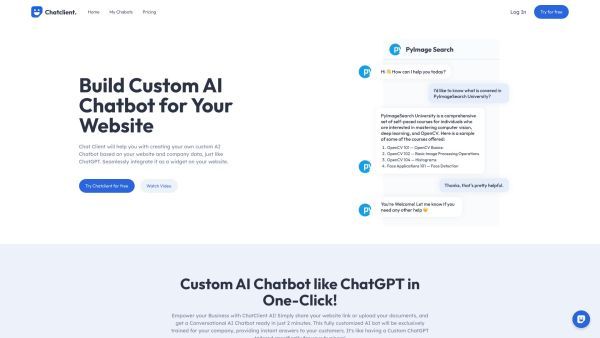 Chatclient.
Home
My Chabots
Pricing
Log In
Try for free
Build Custom AI
Chatbot for Your
Website
Chat Client will help you with creating your own custom AI
Chatbot based on your website and company data, just like
ChatGPT. Seamlessly integrate it as a widget on your website.
Try Chatclient for free
Watch Video
PyImage Search
Hi 👋 How can I help you today?
I'd like to know what is covered in
PyImageSearch University?
PyImageSearch University is a comprehensive
set of self-paced courses for individuals who
are interested in mastering computer vision,
deep learning, and OpenCV. Here is a sample
of some of the courses offered:
1. OpenCV 101 — OpenCV Basics
2. OpenCV 102 — Basic Image Processing Operations
3. OpenCV 104 — Histograms
4. Face Applications 101 — Face Detection
Thanks, that's pretty helpful.
You're Welcome! Let me know if you
need any other help 🧡
Custom AI Chatbot like ChatGPT in
One-Click!
Empower your Business with ChatClient AI! Simply share your website link or upload your documents, and
get a Conversational AI Chatbot ready in just 2 minutes. This fully customized AI bot will be exclusively
trained for your company, providing instant answers to your customers. It's like having a Custom ChatGPT